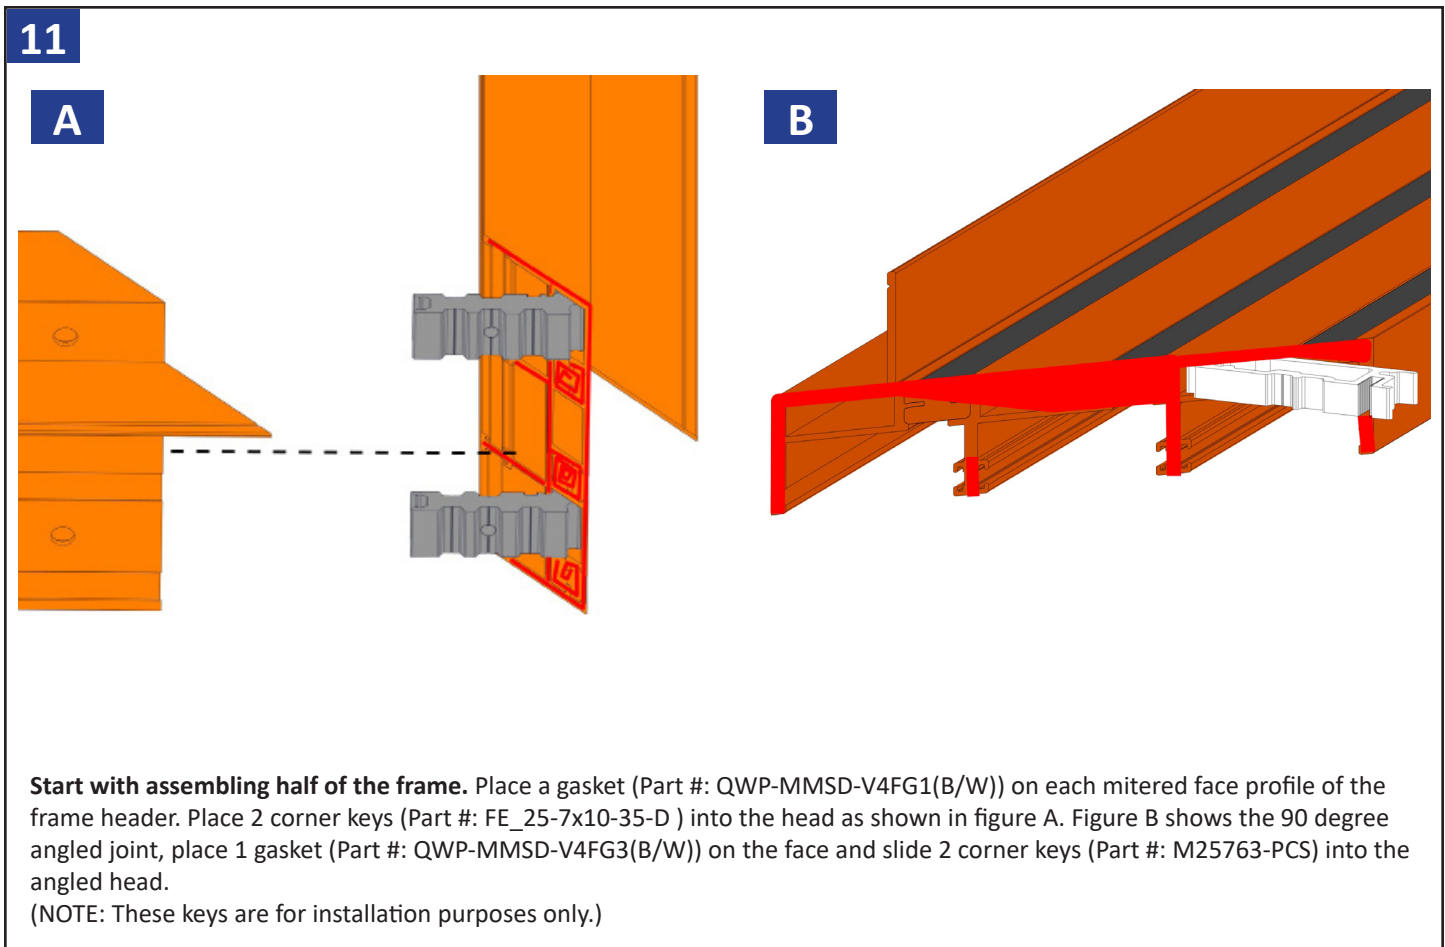 11
A
B
Start with assembling half of the frame. Place a gasket (Part #: QWP-MMSD-V4FG1(B/W)) on each mitered face profile of the
frame header. Place 2 corner keys (Part #: FE_25-7x10-35-D ) into the head as shown in figure A. Figure B shows the 90 degree
angled joint, place 1 gasket (Part #: QWP-MMSD-V4FG3(B/W)) on the face and slide 2 corner keys (Part #: M25763-PCS) into the
angled head.
(NOTE: These keys are for installation purposes only.)